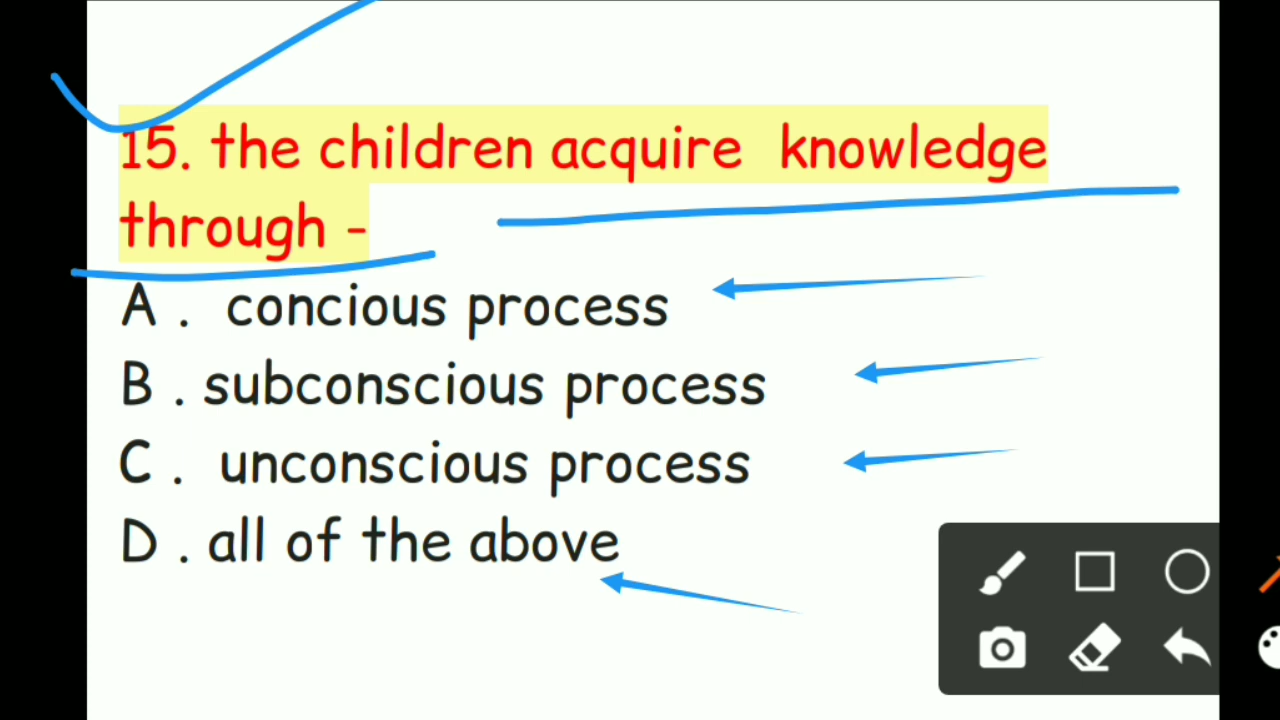 15. the children acquire knowledge
through -
A . concious process
B . subconscious process
C . unconscious process
D . all of the above